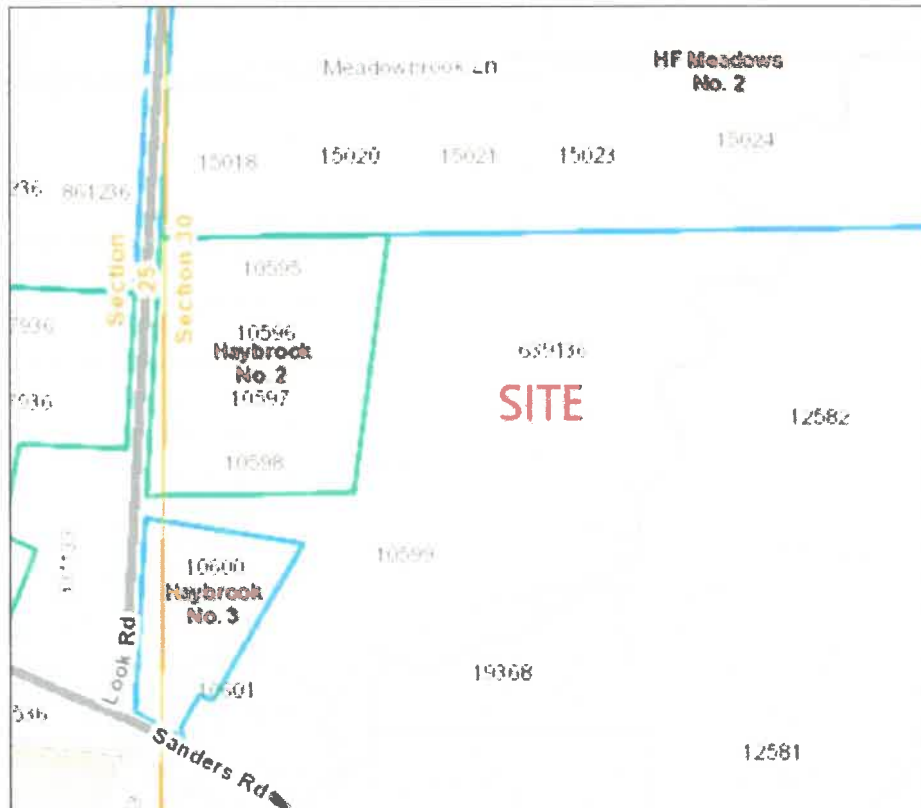 Meadowbrook Ln
HF Meadows
No. 2
15018
15020
15021
15023
15024
861236
Section
25
Section 30
10595
10596
Haybrook
No. 2
10597
10598
SITE
12582
10599
10600
Haybrook
No. 3
10601
Look Rd
19368
Sanders Rd
12581